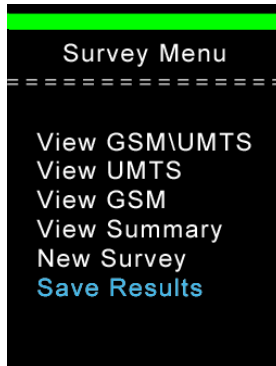 Survey Menu
================
View GSM\UMTS
View UMTS
View GSM
View Summary
New Survey
Save Results